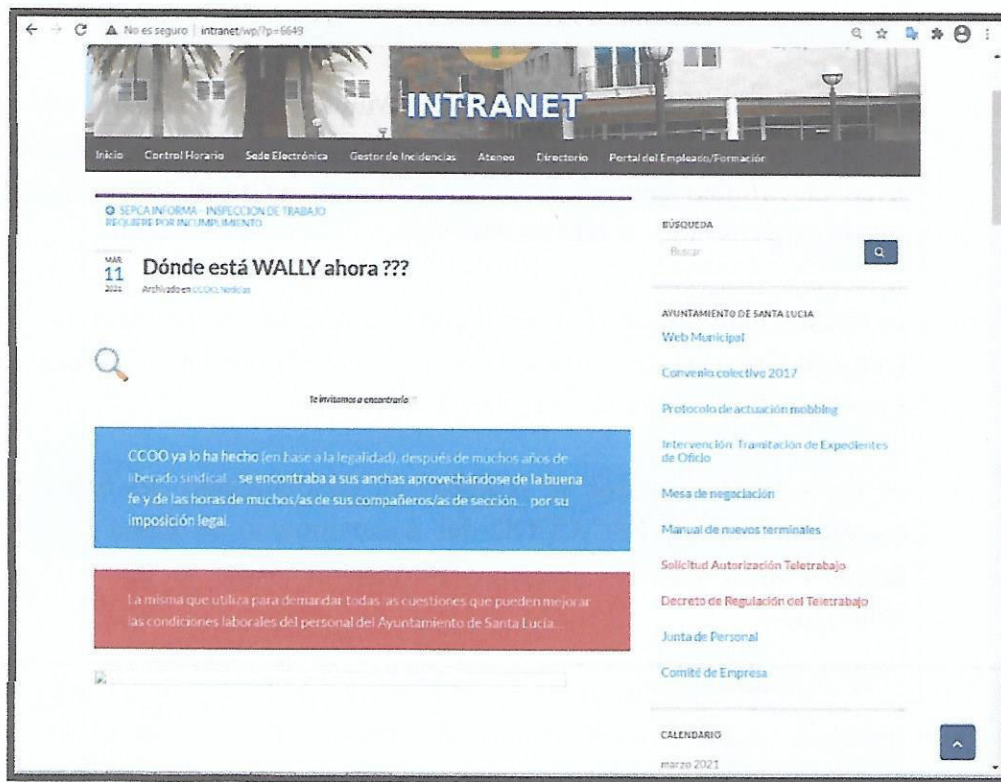 No es seguro | intranet/wp/?p=6649
INTRANET
Inicio Control Horario Sede Electrónica Gestor de Incidencias Ateneo Directorio Portal del Empleado/Formación
SEPCA INFORMA - INSPECCION DE TRABAJO
REQUIERE POR INCUMPLIMIENTO
MAR
11
2021
Dónde está WALLY ahora ???
Archivado en CCOO, Noticias
Te invitamos a encontrarlo
CCOO ya lo ha hecho (en base a la legalidad), después de muchos años de
liberado sindical... se encontraba a sus anchas aprovechándose de la buena
fe y de las horas de muchos/as de sus compañeros/as de sección... por su
imposición legal.
La misma que utiliza para demandar todas las cuestiones que pueden mejorar
las condiciones laborales del personal del Ayuntamiento de Santa Lucía...
BÚSQUEDA
Buscar
AYUNTAMIENTO DE SANTA LUCIA
Web Municipal
Convenio colectivo 2017
Protocolo de actuación mobbing
Intervención: Tramitación de Expedientes
de Oficio
Mesa de negociación
Manual de nuevos terminales
Solicitud Autorización Teletrabajo
Decreto de Regulación del Teletrabajo
Junta de Personal
Comité de Empresa
CALENDARIO
marzo 2021